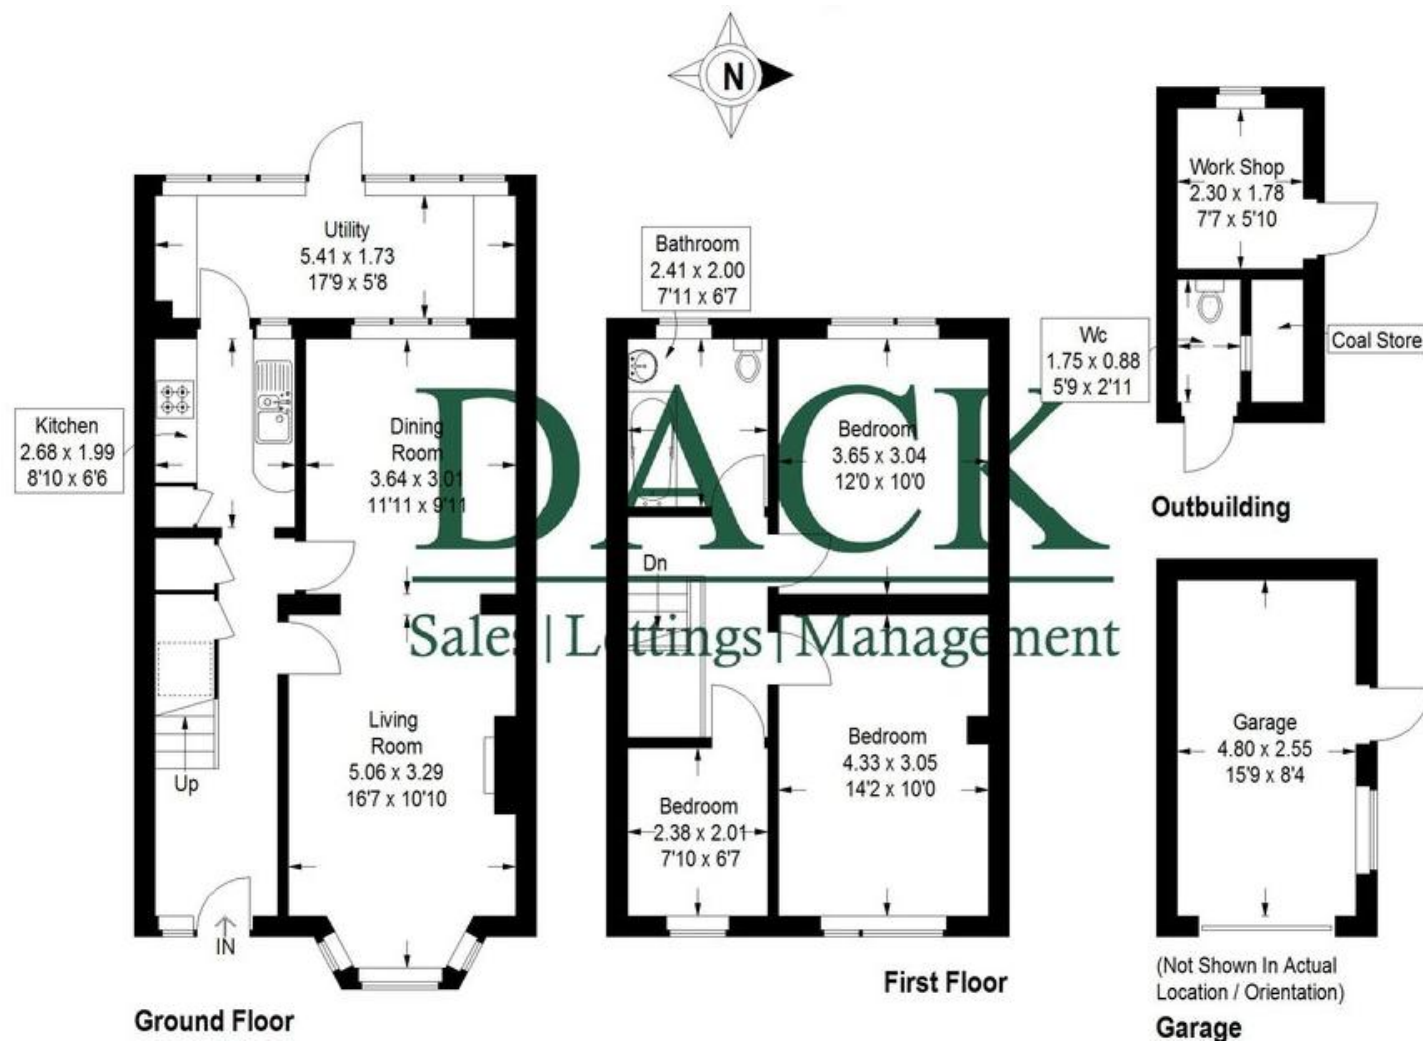 N
Utility
5.41 x 1.73
17'9 x 5'8
Kitchen
2.68 x 1.99
8'10 x 6'6
Dining
Room
3.64 x 3.01
11'11 x 9'11
Up
Living
Room
5.06 x 3.29
16'7 x 10'10
IN
Ground Floor
Bathroom
2.41 x 2.00
7'11 x 6'7
Bedroom
3.65 x 3.04
12'0 x 10'0
Dn
Bedroom
4.33 x 3.05
14'2 x 10'0
Bedroom
2.38 x 2.01
7'10 x 6'7
First Floor
DACK
Sales | Lettings | Management
Work Shop
2.30 x 1.78
7'7 x 5'10
Wc
1.75 x 0.88
5'9 x 2'11
Coal Store
Outbuilding
Garage
4.80 x 2.55
15'9 x 8'4
(Not Shown In Actual
Location / Orientation)
Garage